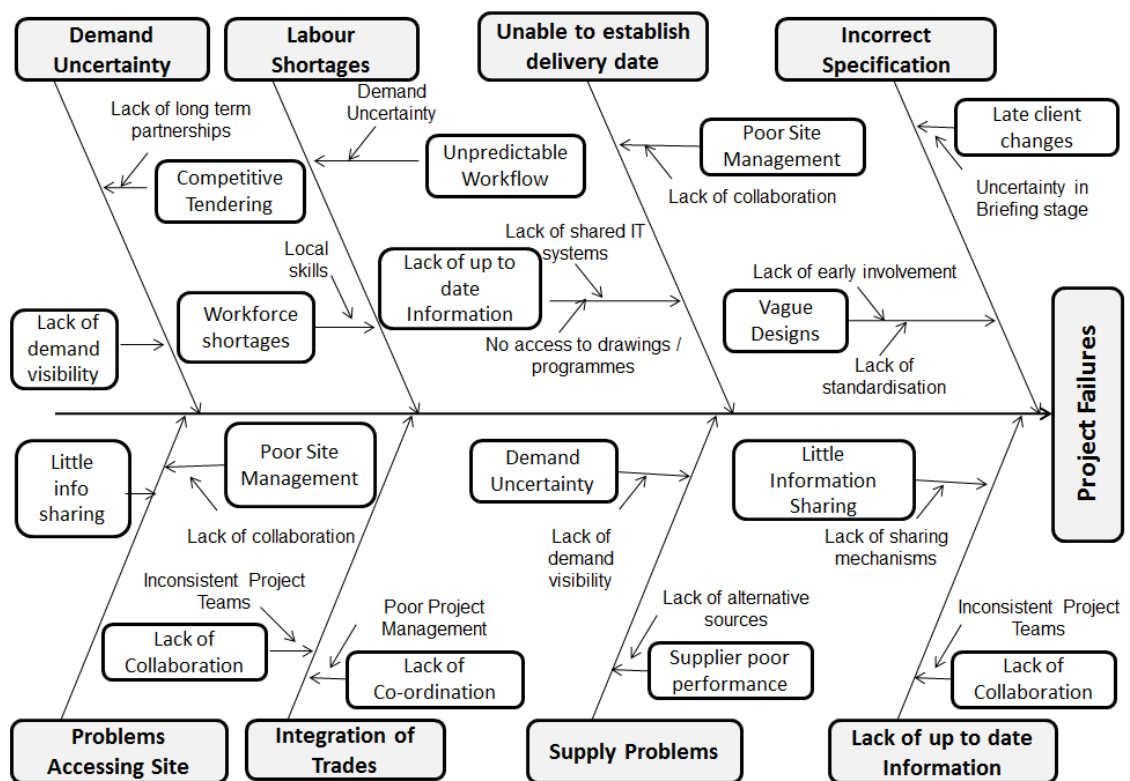 Demand
Uncertainty
Labour
Shortages
Unable to establish
delivery date
Incorrect
Specification
Lack of long term
partnerships
Competitive
Tendering
Lack of
demand
visibility
Demand
Uncertainty
Unpredictable
Workflow
Local
skills
Workforce
shortages
Poor Site
Management
Lack of collaboration
Lack of shared IT
systems
Lack of up to
date
Information
No access to drawings /
programmes
Late client
changes
Uncertainty in
Briefing stage
Lack of early involvement
Vague
Designs
Lack of
standardisation
Project Failures
Little
info
sharing
Poor Site
Management
Lack of collaboration
Inconsistent Project
Teams
Lack of
Collaboration
Poor Project
Management
Lack of
Co-ordination
Demand
Uncertainty
Lack of
demand
visibility
Lack of alternative
sources
Supplier poor
performance
Little
Information
Sharing
Lack of sharing
mechanisms
Inconsistent Project
Teams
Lack of
Collaboration
Problems
Accessing Site
Integration of
Trades
Supply Problems
Lack of up to date
Information